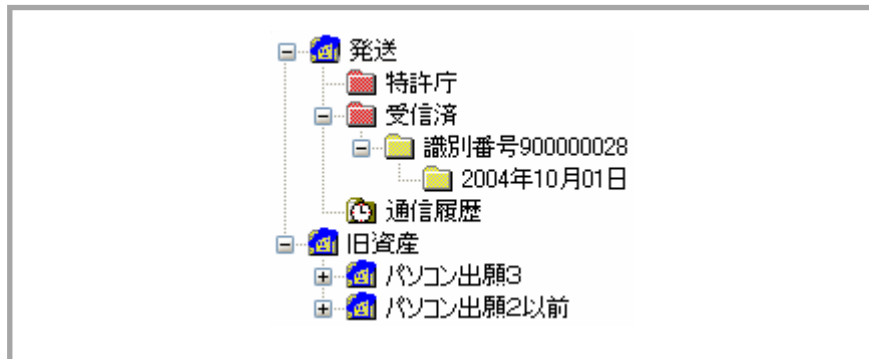 発送
特許庁
受信済
識別番号900000028
2004年10月01日
通信履歴
旧資産
パソコン出願3
パソコン出願2以前